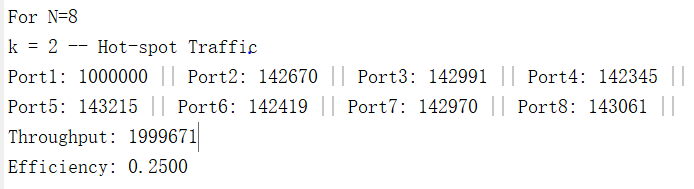 For N=8
k = 2 -- Hot-spot Traffic
Port1: 1000000 || Port2: 142670 || Port3: 142991 || Port4: 142345 ||
Port5: 143215 || Port6: 142419 || Port7: 142970 || Port8: 143061 ||
Throughput: 1999671
Efficiency: 0.2500